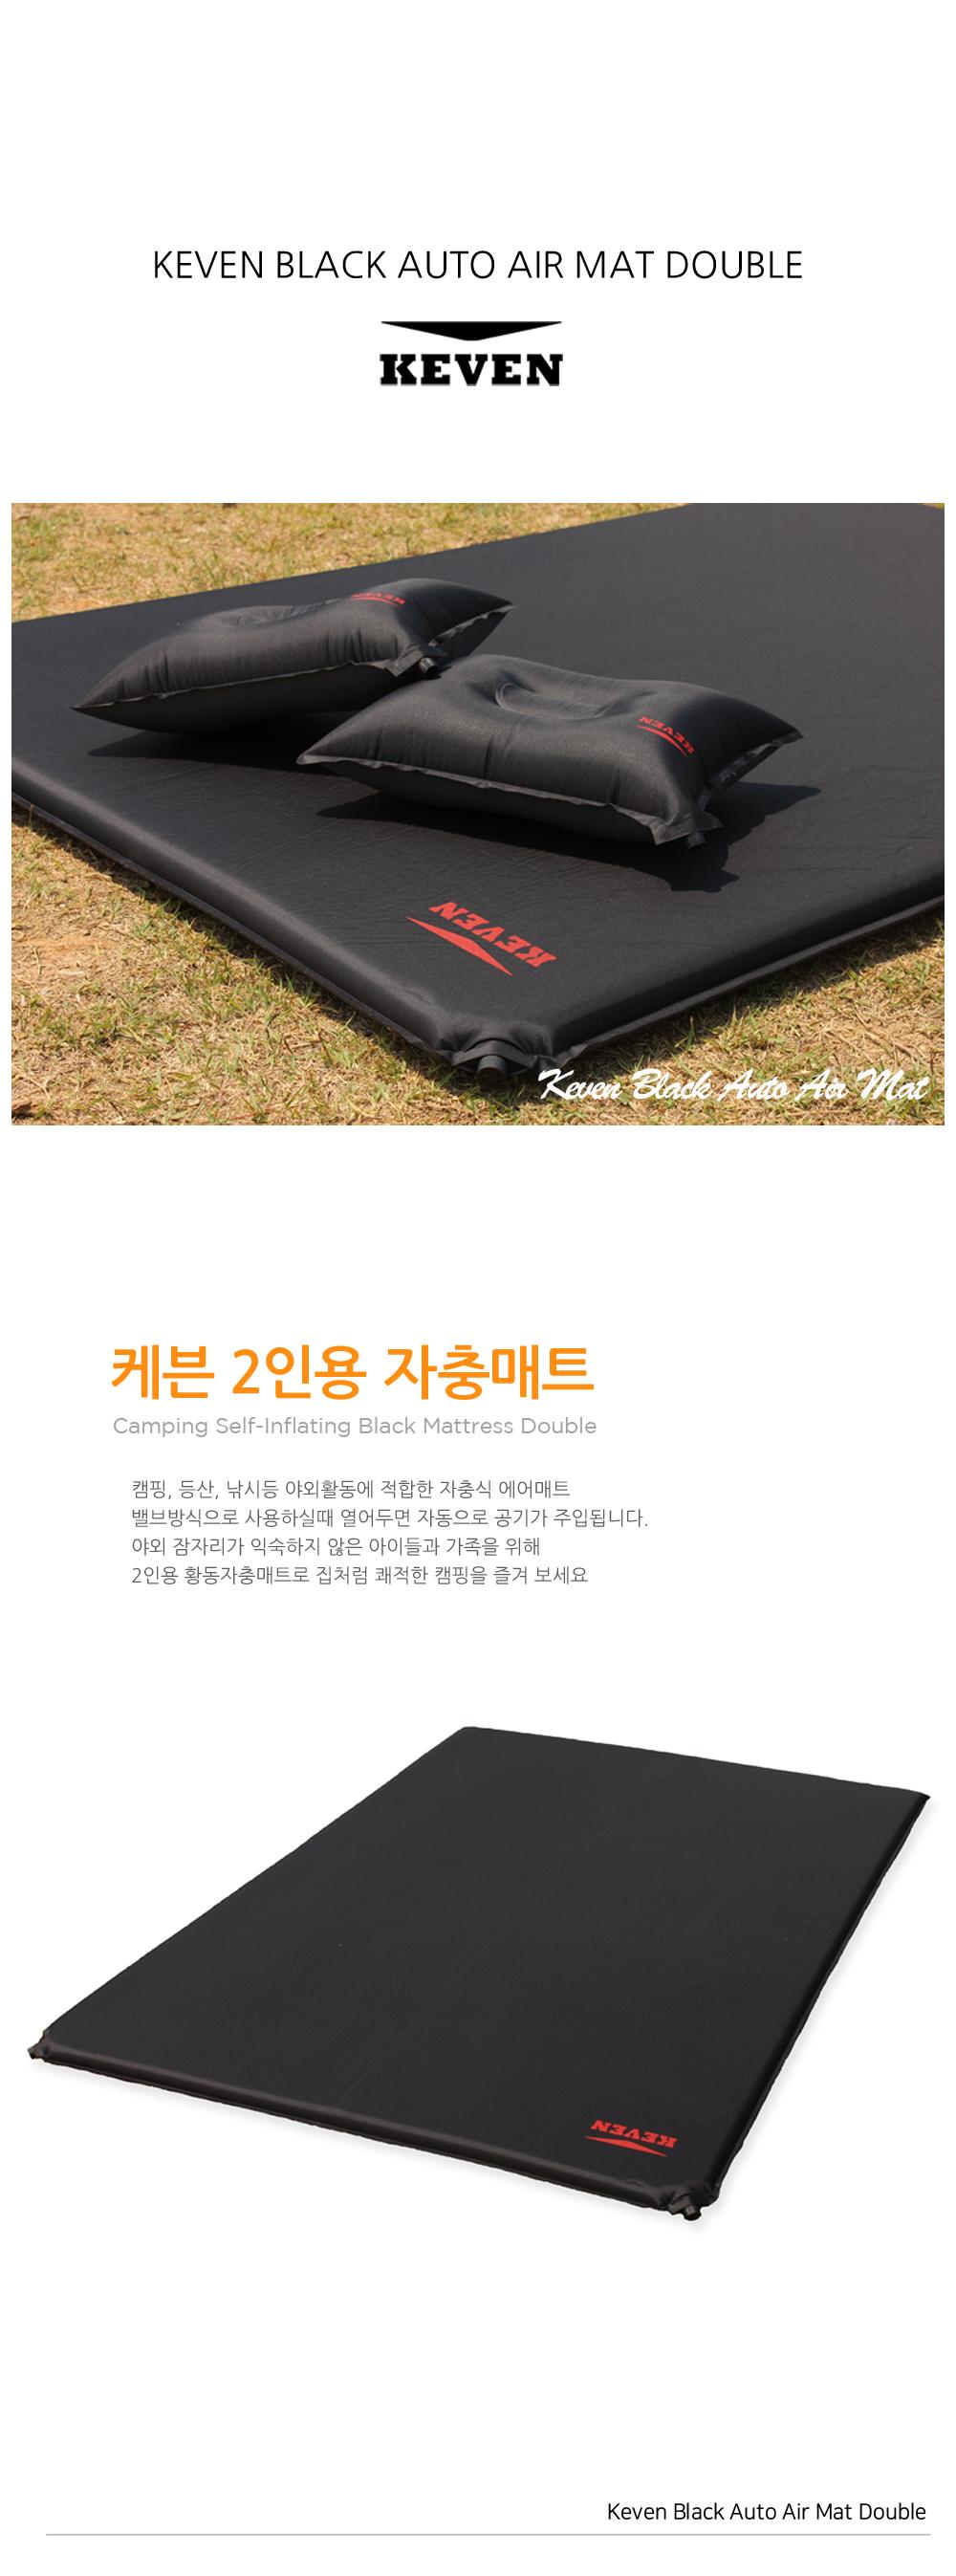 KEVEN BLACK AUTO AIR MAT DOUBLE
KEVEN
KEVEN
KEVEN
KEVEN
Keven Black Auto Air Mat
케븐 2인용 자충매트
Camping Self-Inflating Black Mattress Double
캠핑, 등산, 낚시등 야외활동에 적합한 자충식 에어매트
밸브방식으로 사용하실때 열어두면 자동으로 공기가 주입됩니다.
야외 잠자리가 익숙하지 않은 아이들과 가족을 위해
2인용 황동자충매트로 집처럼 쾌적한 캠핑을 즐겨 보세요
KEVEN
Keven Black Auto Air Mat Double